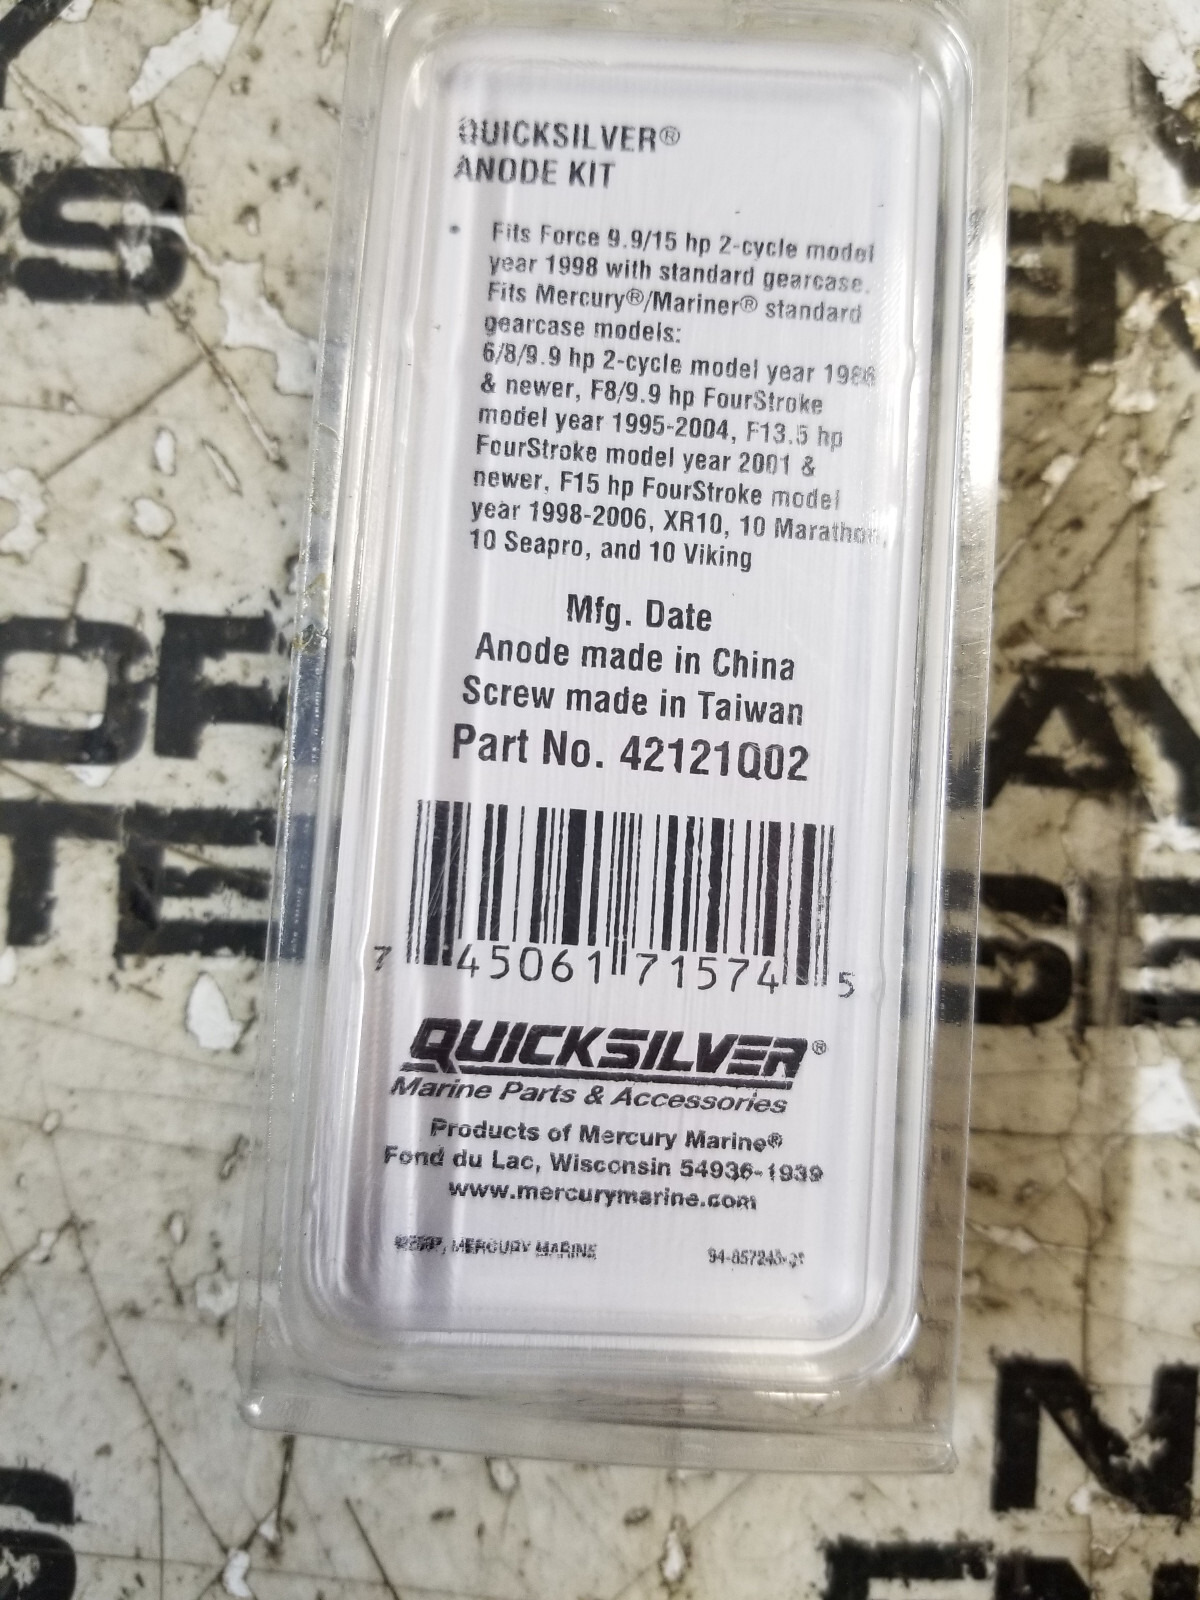 QUICKSILVER®
ANODE KIT
• Fits Force 9.9/15 hp 2-cycle model
year 1998 with standard gearcase.
Fits Mercury®/Mariner® standard
gearcase models:
6/8/9.9 hp 2-cycle model year 1986
& newer, F8/9.9 hp FourStroke
model year 1995-2004, F13.5 hp
FourStroke model year 2001 &
newer, F15 hp FourStroke model
year 1998-2006, XR10, 10 Marathon,
10 Seapro, and 10 Viking
Mfg. Date
Anode made in China
Screw made in Taiwan
Part No. 42121Q02
7 45061 71574 5
QUICKSILVER®
Marine Parts & Accessories
Products of Mercury Marine®
Fond du Lac, Wisconsin 54936-1939
www.mercurymarine.com
MERCURY MARINE
S
OF
TE
N